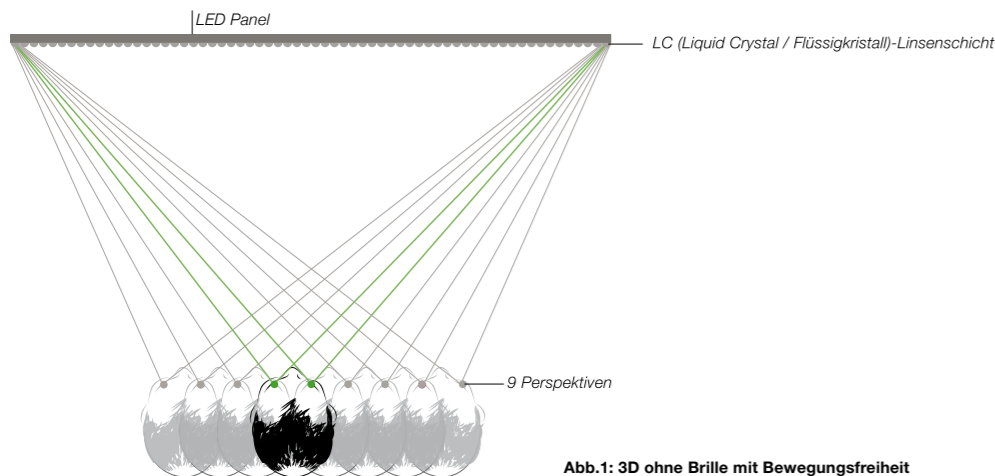 LED Panel
LC (Liquid Crystal / Flüssigkristall)-Linsenschicht
9 Perspektiven
Abb.1: 3D ohne Brille mit Bewegungsfreiheit